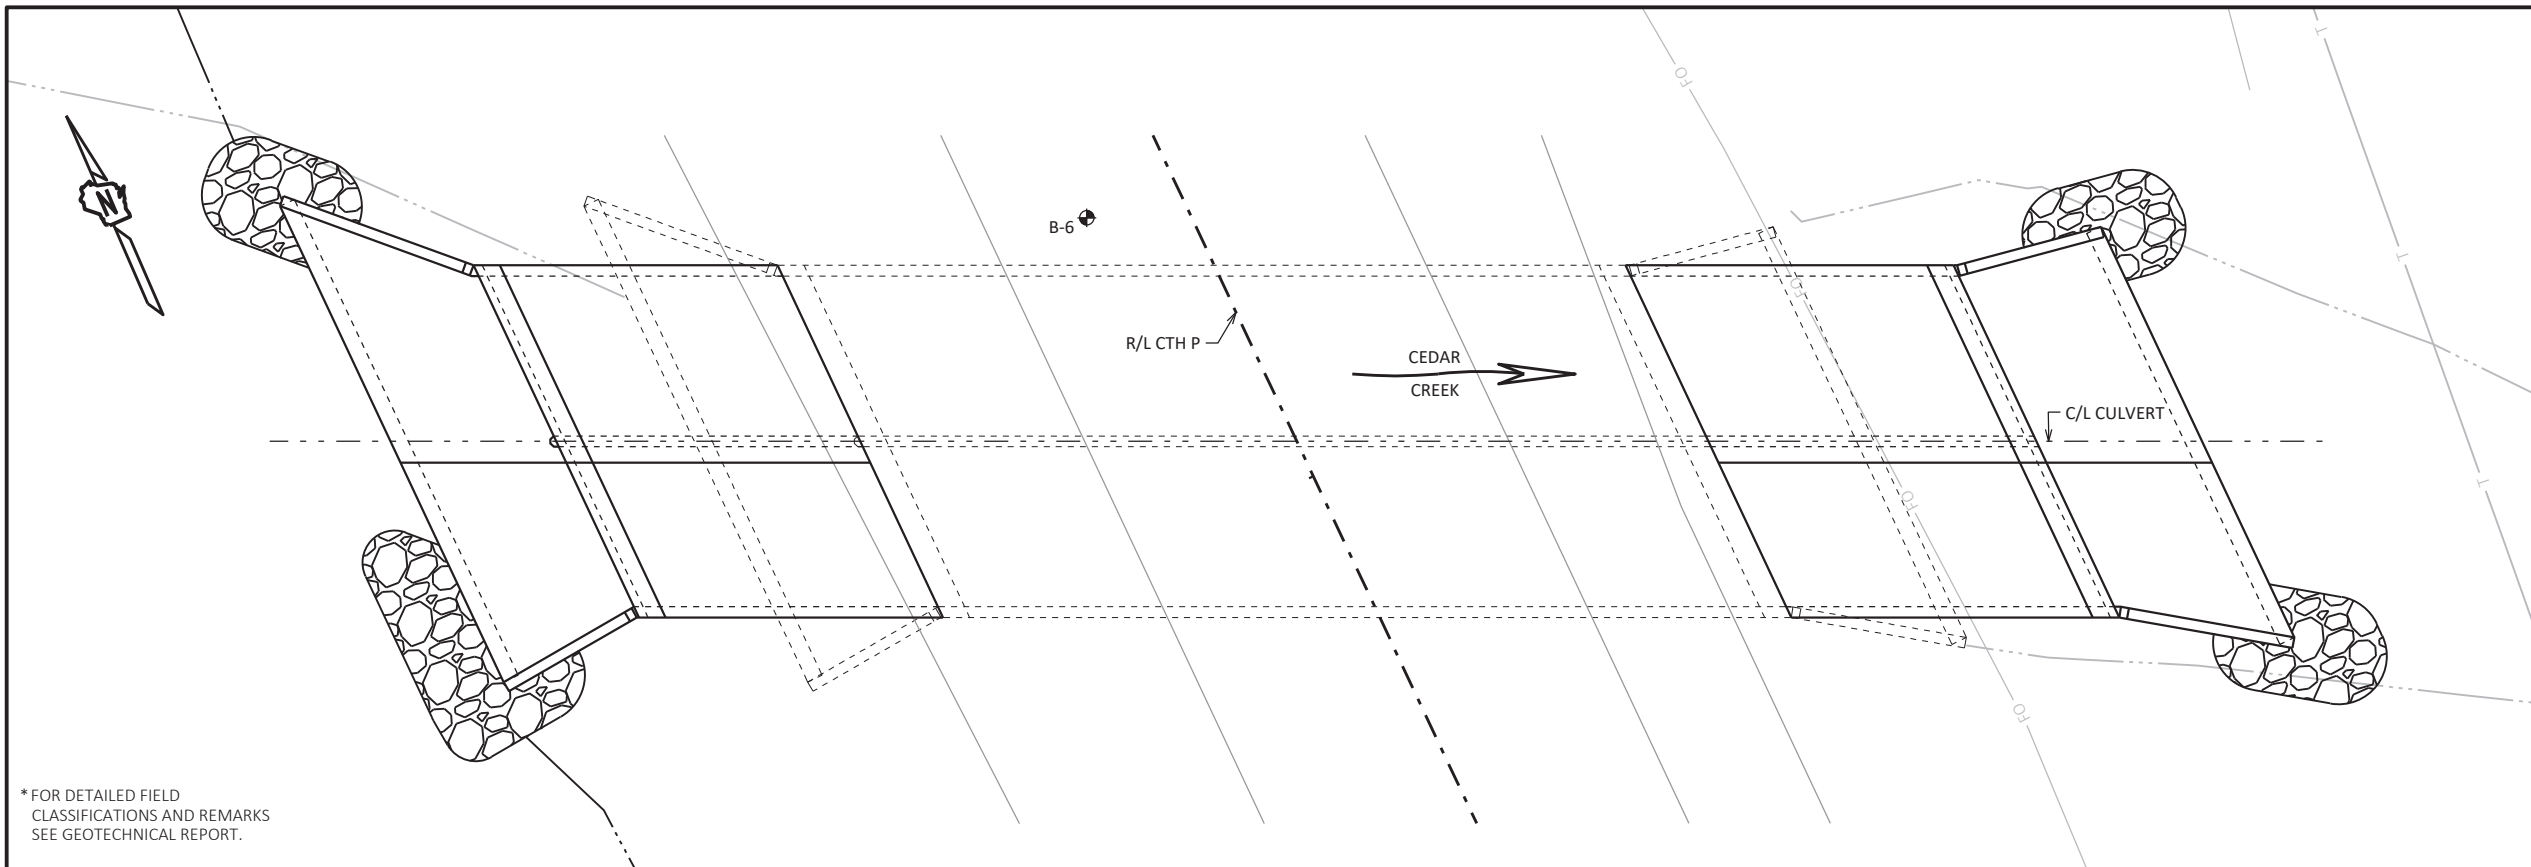 FO
T
N
B-6
T
FO
R/L CTH P
CEDAR
CREEK
C/L CULVERT
T
FO
FO
* FOR DETAILED FIELD
CLASSIFICATIONS AND REMARKS
SEE GEOTECHNICAL REPORT.